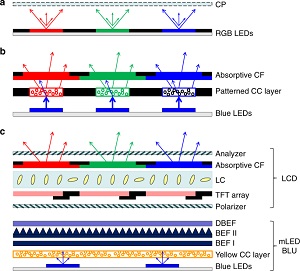 a
CP
RGB LEDs
b
Absorptive CF
Patterned CC layer
Blue LEDs
c
Analyzer
Absorptive CF
LC
TFT array
Polarizer
LCD
DBEF
BEF II
BEF I
Yellow CC layer
Blue LEDs
mLED
BLU